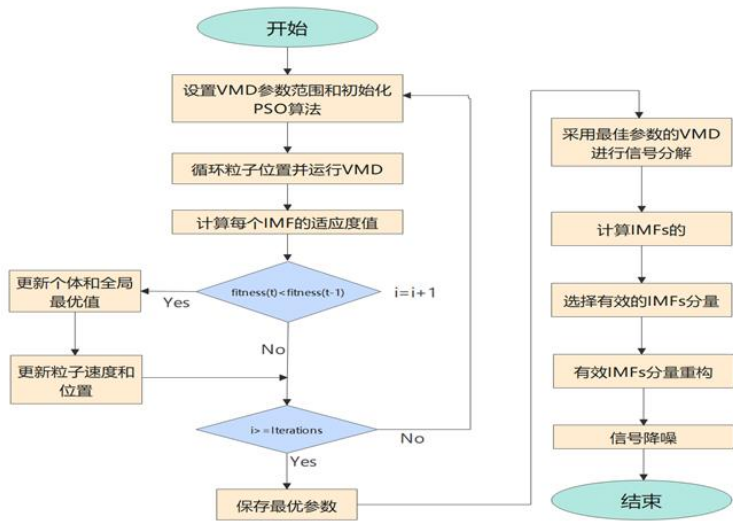 开始
设置VMD参数范围和初始化
PSO算法
循环粒子位置并运行VMD
计算每个IMF的适应度值
fitness(t)<fitness(t-1)
i=i+1
Yes
更新个体和全局
最优值
更新粒子速度和
位置
No
i>=Iterations
No
Yes
保存最优参数
采用最佳参数的VMD
进行信号分解
计算IMFs的
选择有效的IMFs分量
有效IMFs分量重构
信号降噪
结束